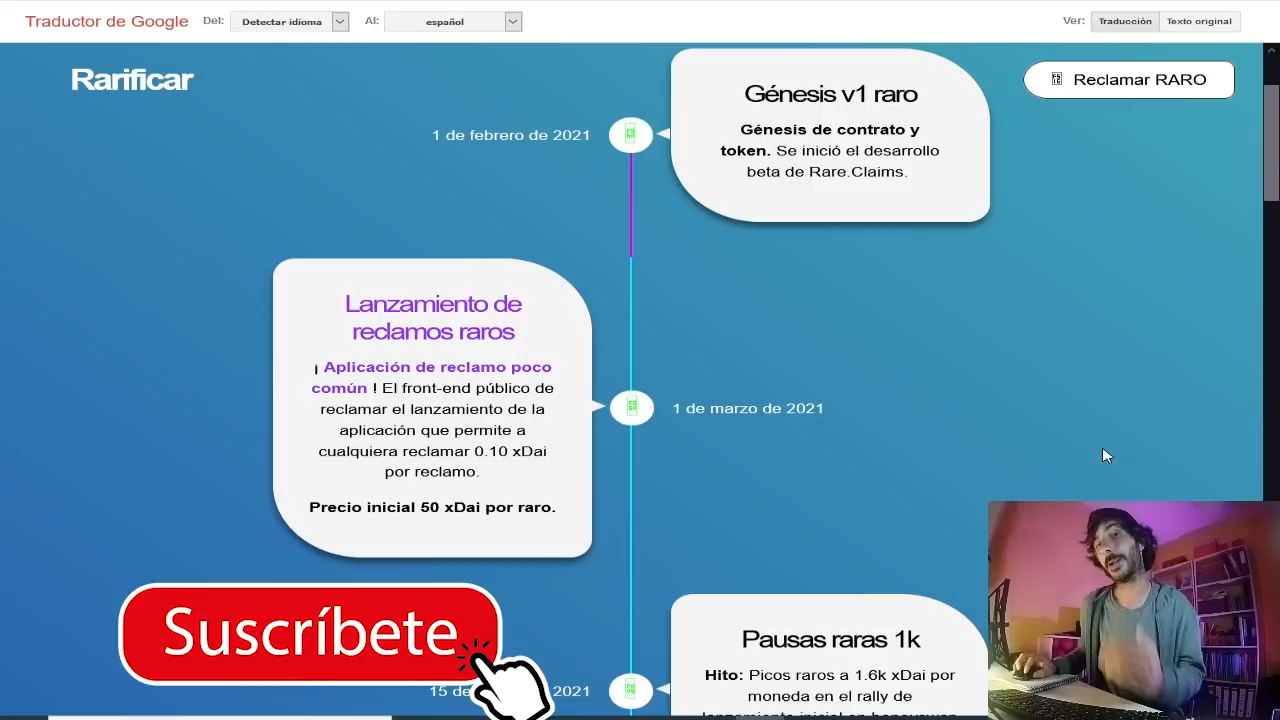 Traductor de Google
Del:
Detectar idioma
Al:
español
Ver:
Traducción
Texto original
Rarificar
Reclamar RARO
Génesis v1 raro
1 de febrero de 2021
Génesis de contrato y
token. Se inició el desarrollo
beta de Rare.Claims.
Lanzamiento de
reclamos raros
¡ Aplicación de reclamo poco
común ! El front-end público de
reclamar el lanzamiento de la
aplicación que permite a
cualquiera reclamar 0.10 xDai
por reclamo.
Precio inicial 50 xDai por raro.
1 de marzo de 2021
Suscríbete
Pausas raras 1k
15 de
2021
Hito: Picos raros a 1.6k xDai por
moneda en el rally de